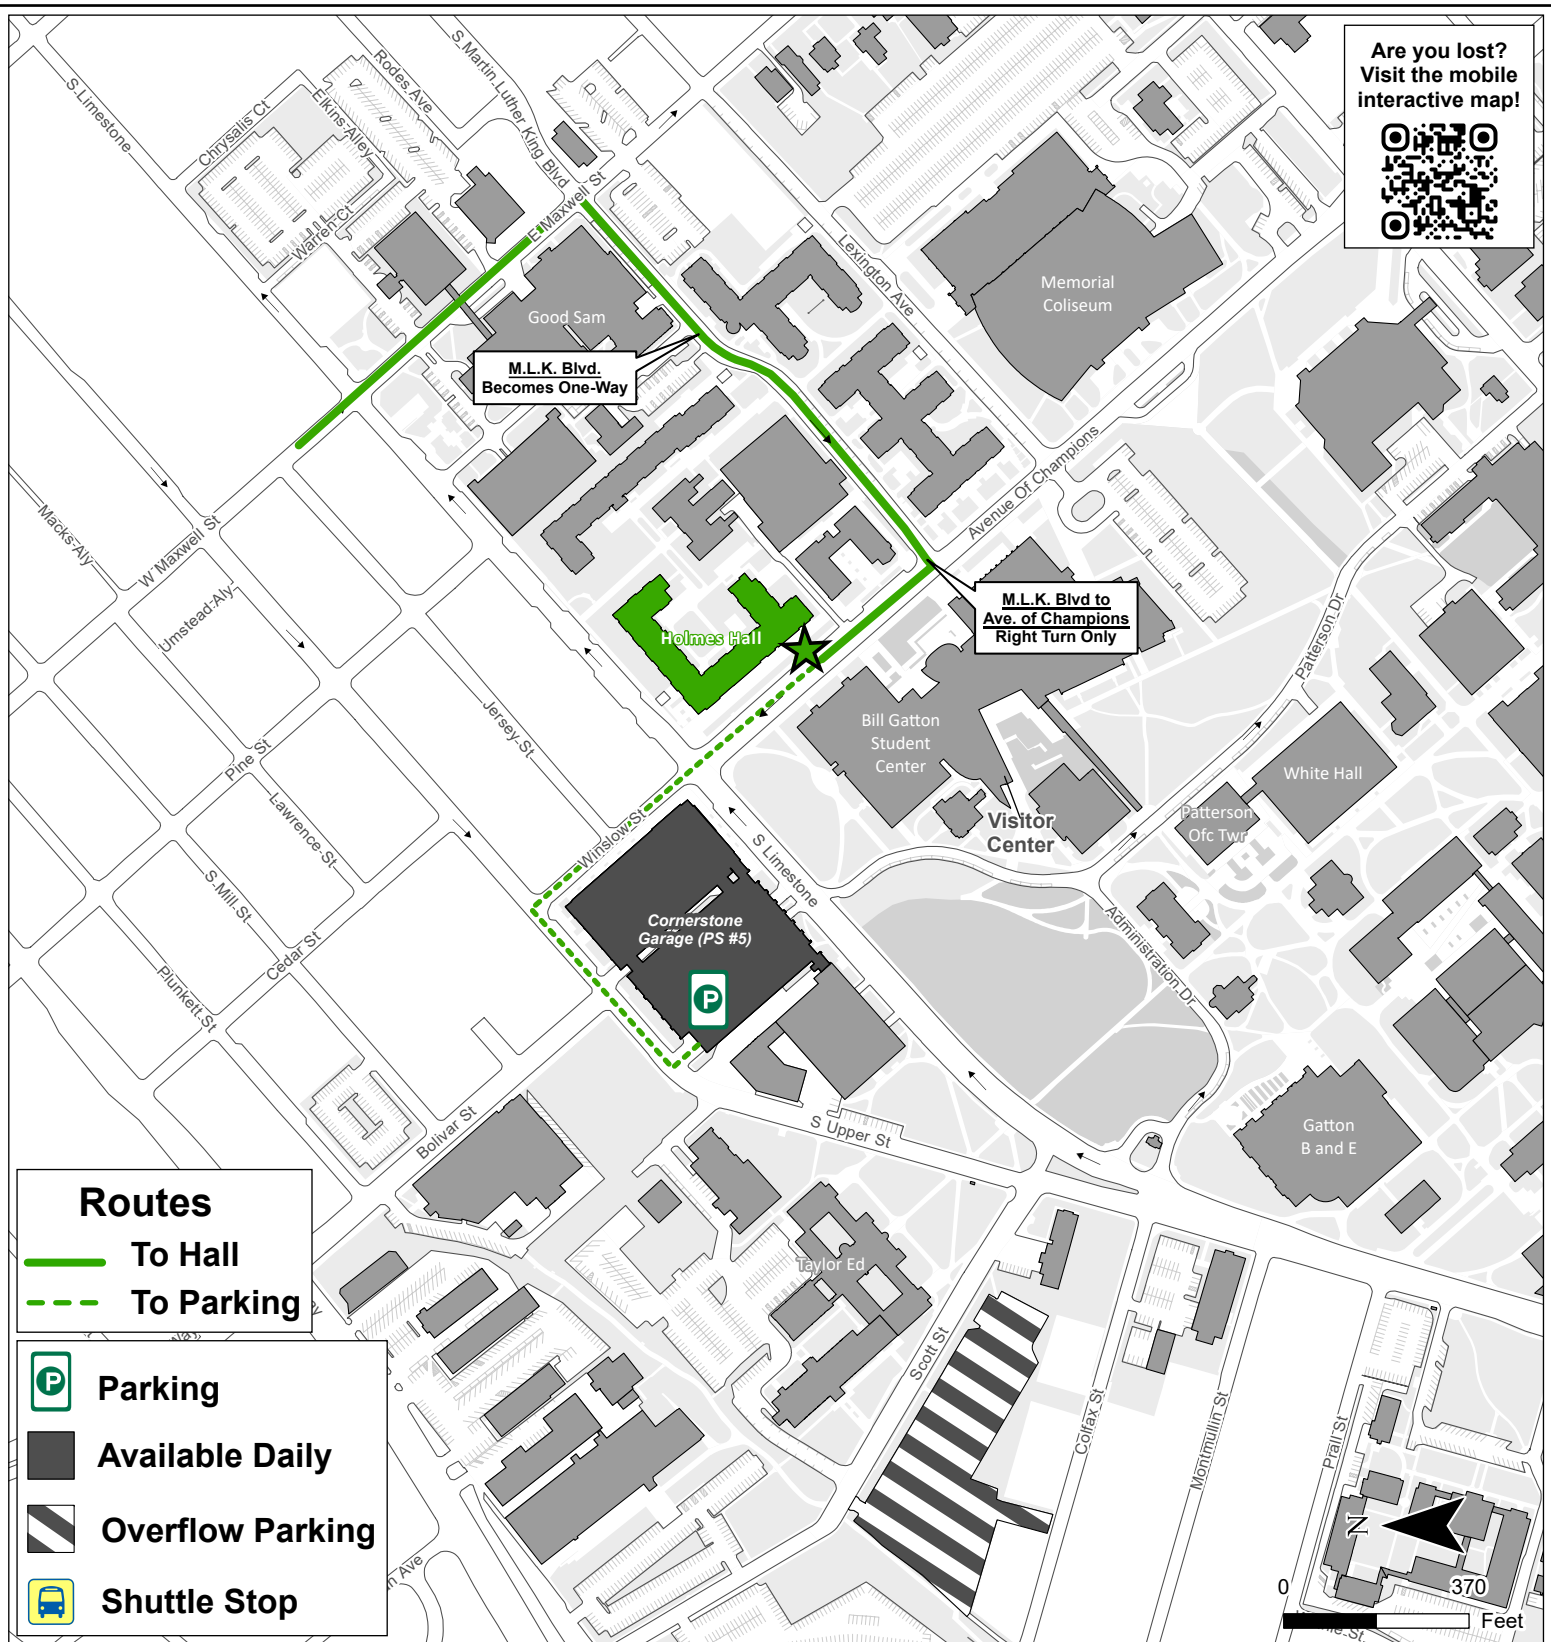 Are you lost?
Visit the mobile
interactive map!
S Limestone
Rodes Ave
S Martin Luther King Blvd
Chrysalis Ct
Elkins Alley
Warren Ct
E Maxwell St
Lexington Ave
Memorial
Coliseum
Good Sam
M.L.K. Blvd.
Becomes One-Way
Avenue Of Champions
Macks Aly
W Maxwell St
Umstead Aly
M.L.K. Blvd to
Ave. of Champions
Right Turn Only
Holmes Hall
Patterson Dr
Jersey St
Pine St
Bill Gatton
Student
Center
White Hall
Lawrence St
Winslow St
S Limestone
Visitor
Center
Patterson
Ofc Twr
S Mill St
Cornerstone
Garage (PS #5)
P
Administration Dr
Cedar St
Plunkett St
Bolivar St
S Upper St
Gatton
B and E
Taylor Ed
Scott St
Colfax St
Montmullin St
Prall St
Routes
To Hall
To Parking
P
Parking
Available Daily
Overflow Parking
Shuttle Stop
N
0
370
Feet